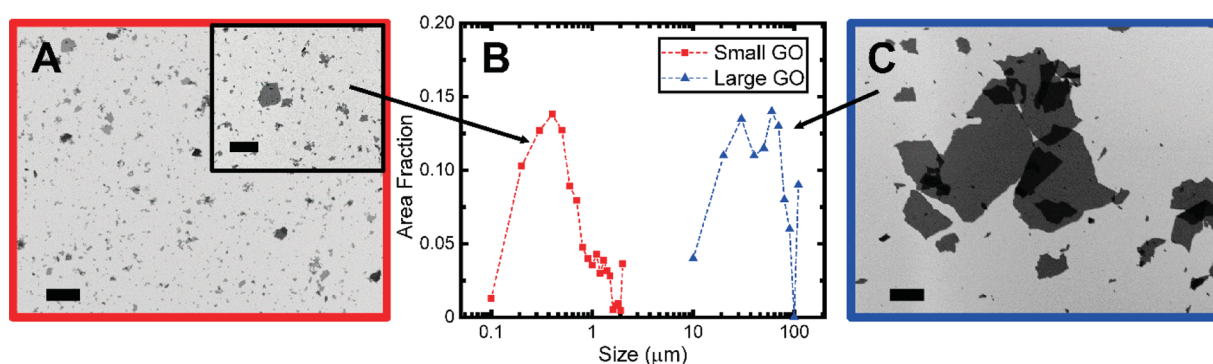 A
B
C
Small GO
Large GO
Area Fraction
0.20
0.15
0.10
0.05
0
0.1
1
10
100
Size (μm)